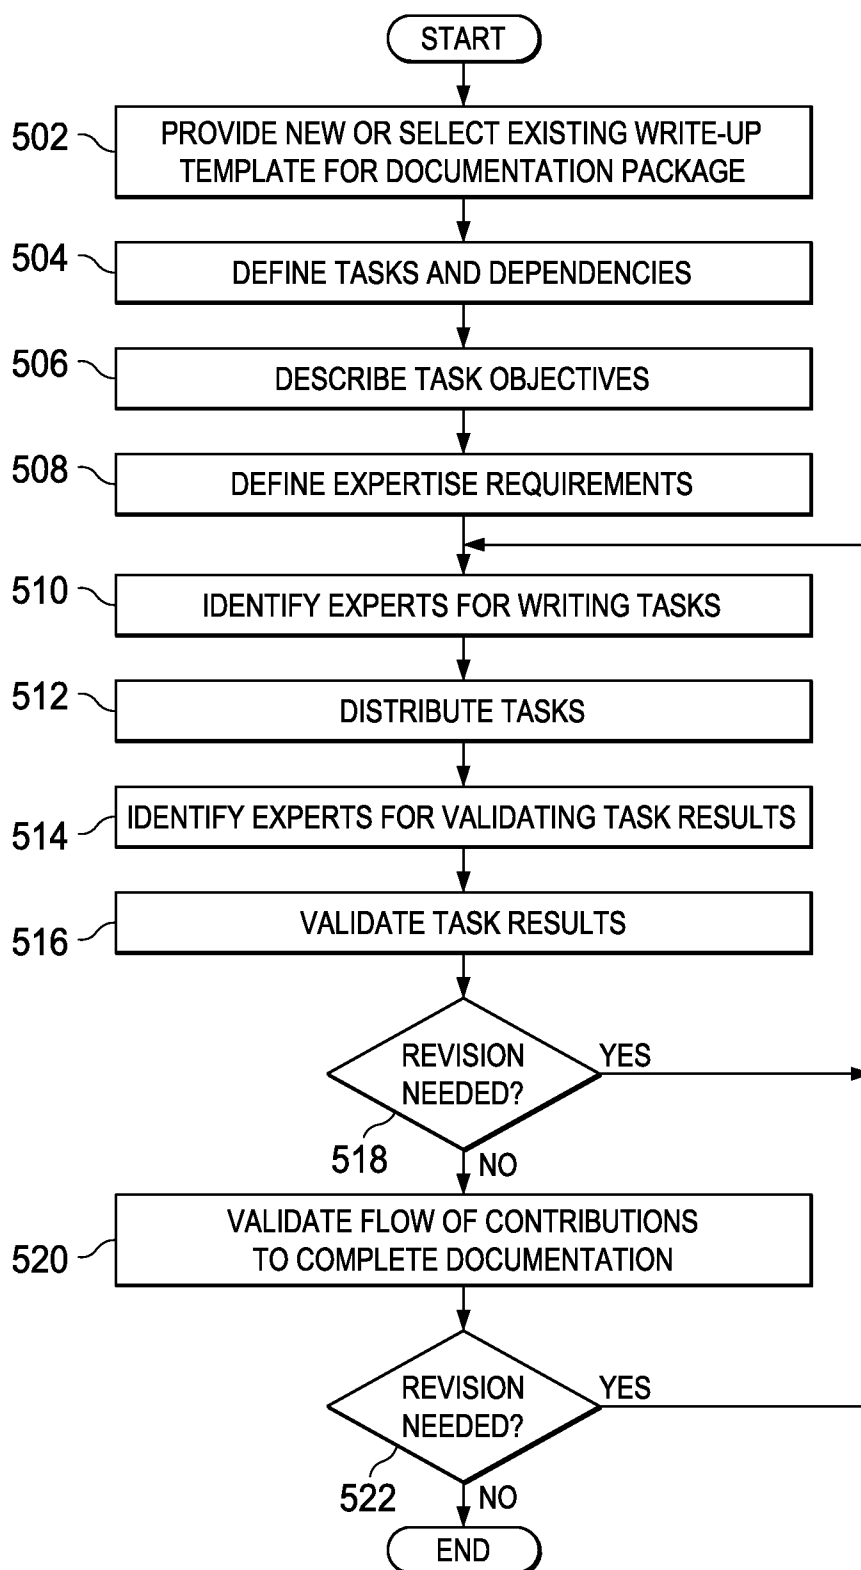 START
502
PROVIDE NEW OR SELECT EXISTING WRITE-UP
TEMPLATE FOR DOCUMENTATION PACKAGE
504
DEFINE TASKS AND DEPENDENCIES
506
DESCRIBE TASK OBJECTIVES
508
DEFINE EXPERTISE REQUIREMENTS
510
IDENTIFY EXPERTS FOR WRITING TASKS
512
DISTRIBUTE TASKS
514
IDENTIFY EXPERTS FOR VALIDATING TASK RESULTS
516
VALIDATE TASK RESULTS
REVISION
NEEDED?
YES
518
NO
520
VALIDATE FLOW OF CONTRIBUTIONS
TO COMPLETE DOCUMENTATION
REVISION
NEEDED?
YES
522
NO
END